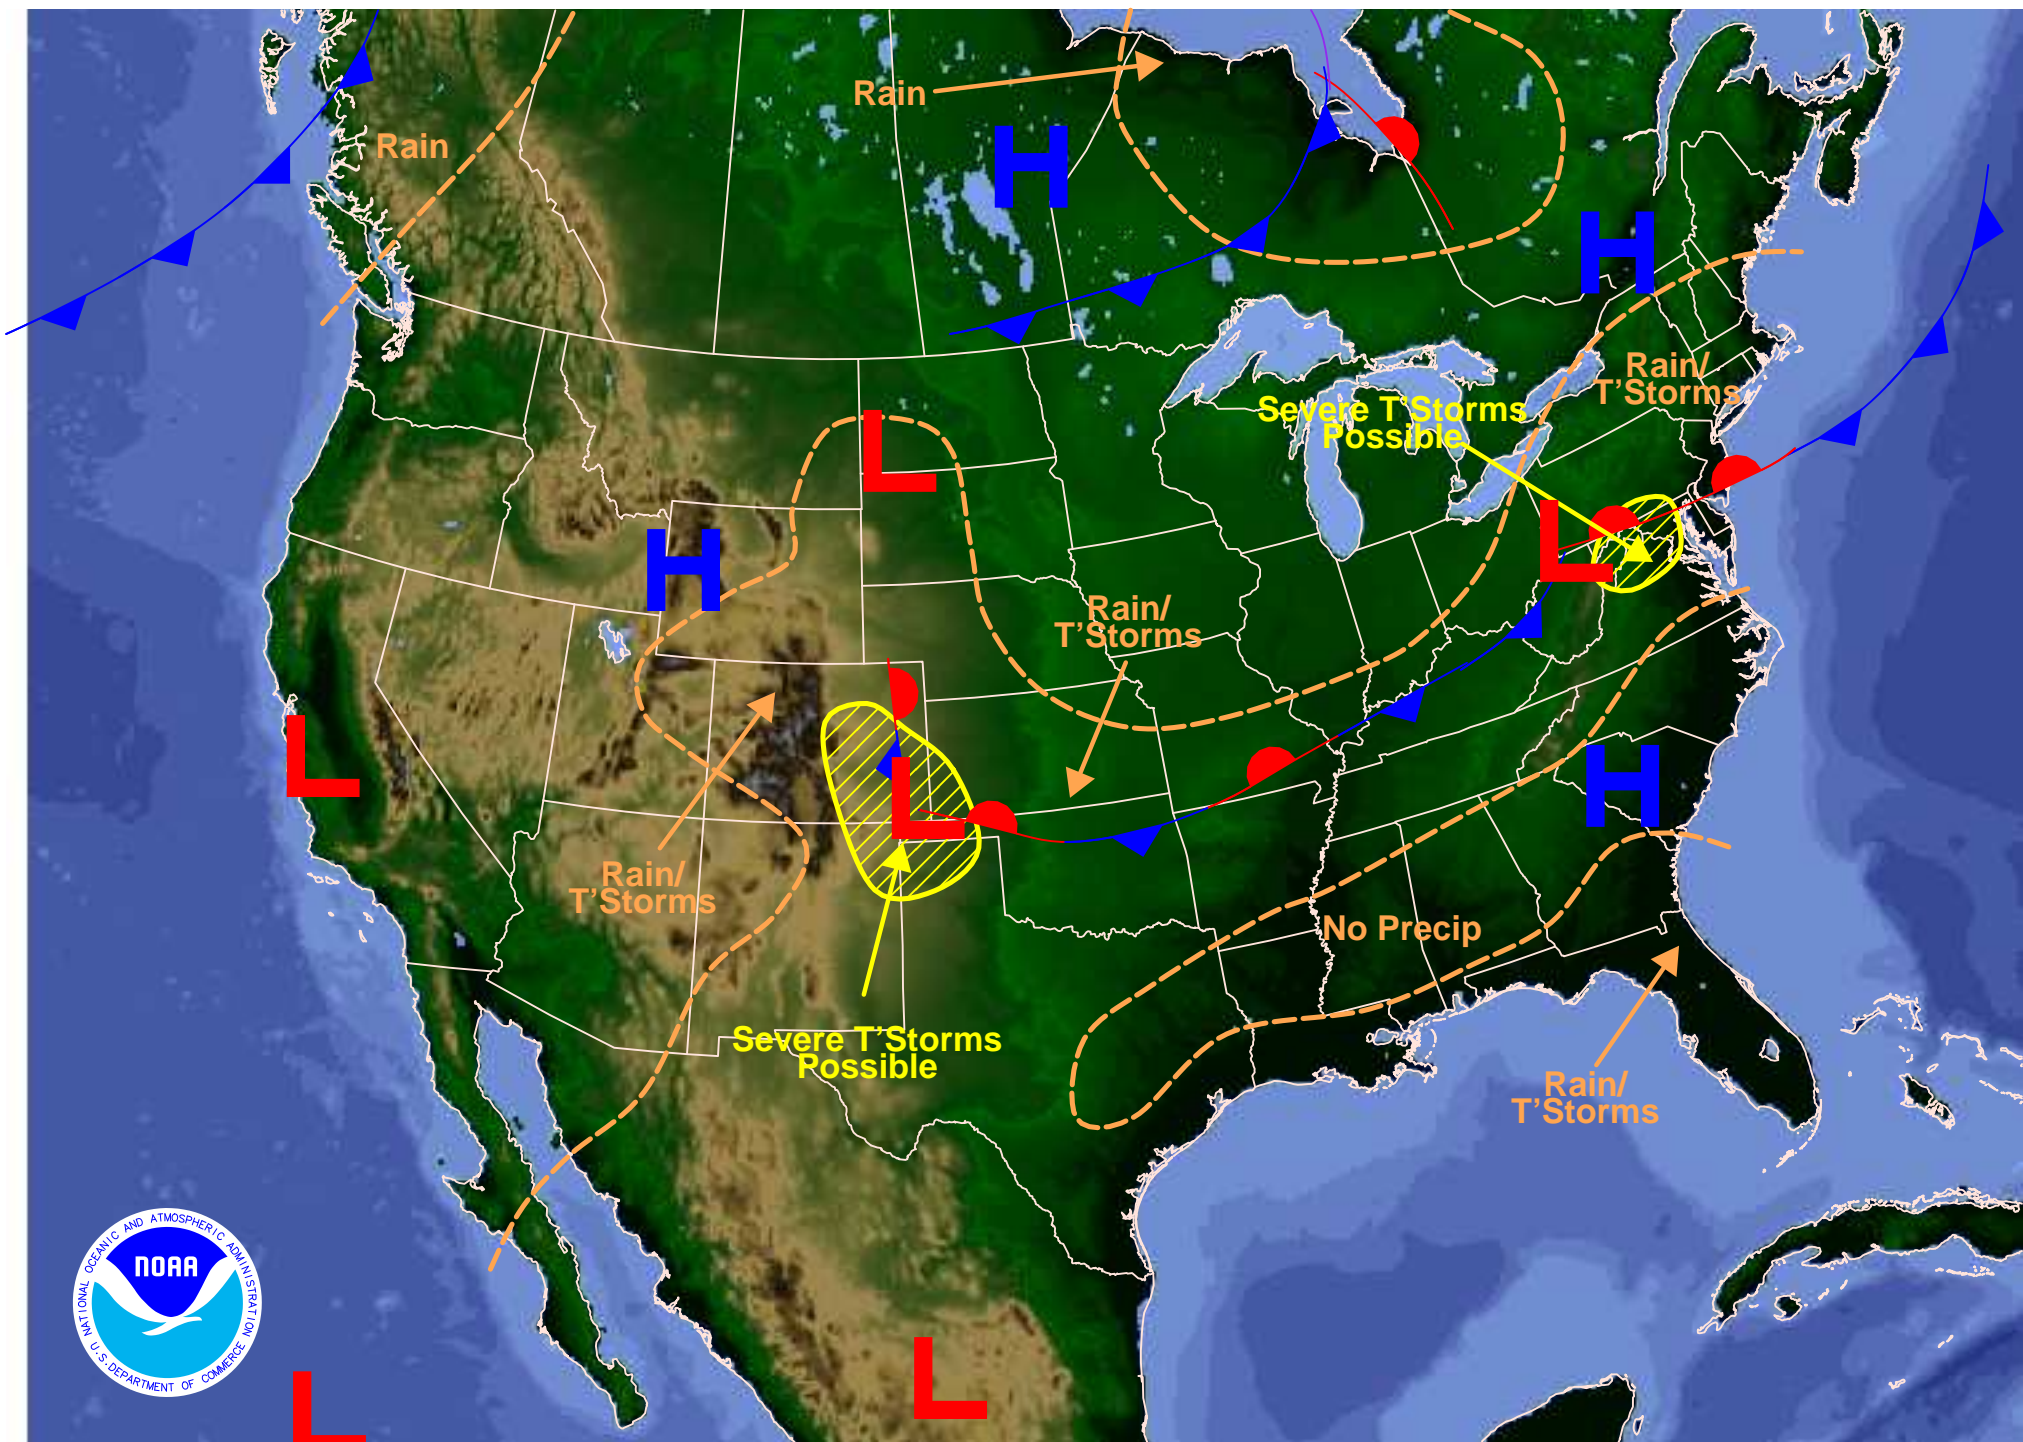 Rain
Rain
H
H
Rain/
T'Storms
Severe T'Storms
Possible
L
L
H
Rain/
T'Storms
L
L
H
Rain/
T'Storms
No Precip
Severe T'Storms
Possible
Rain/
T'Storms
NATIONAL OCEANIC AND ATMOSPHERIC ADMINISTRATION
NOAA
U.S. DEPARTMENT OF COMMERCE
L
L